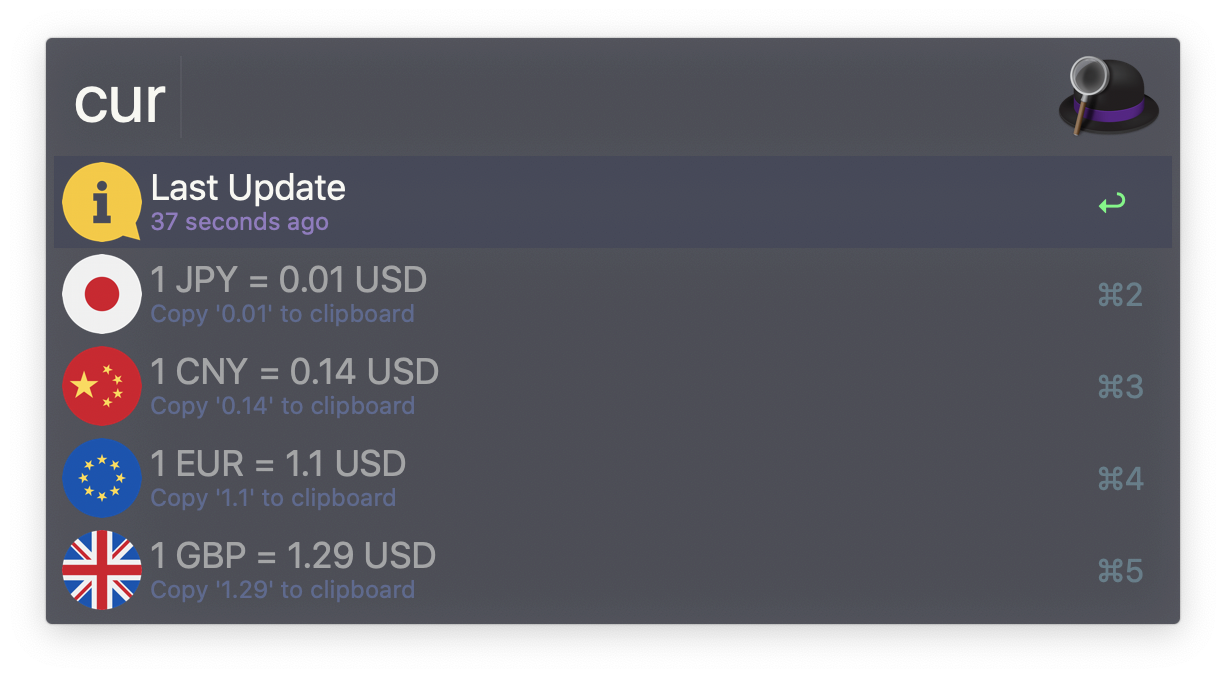 cur
Last Update
37 seconds ago
1 JPY = 0.01 USD
Copy '0.01' to clipboard
⌘2
1 CNY = 0.14 USD
Copy '0.14' to clipboard
⌘3
1 EUR = 1.1 USD
Copy '1.1' to clipboard
⌘4
1 GBP = 1.29 USD
Copy '1.29' to clipboard
⌘5